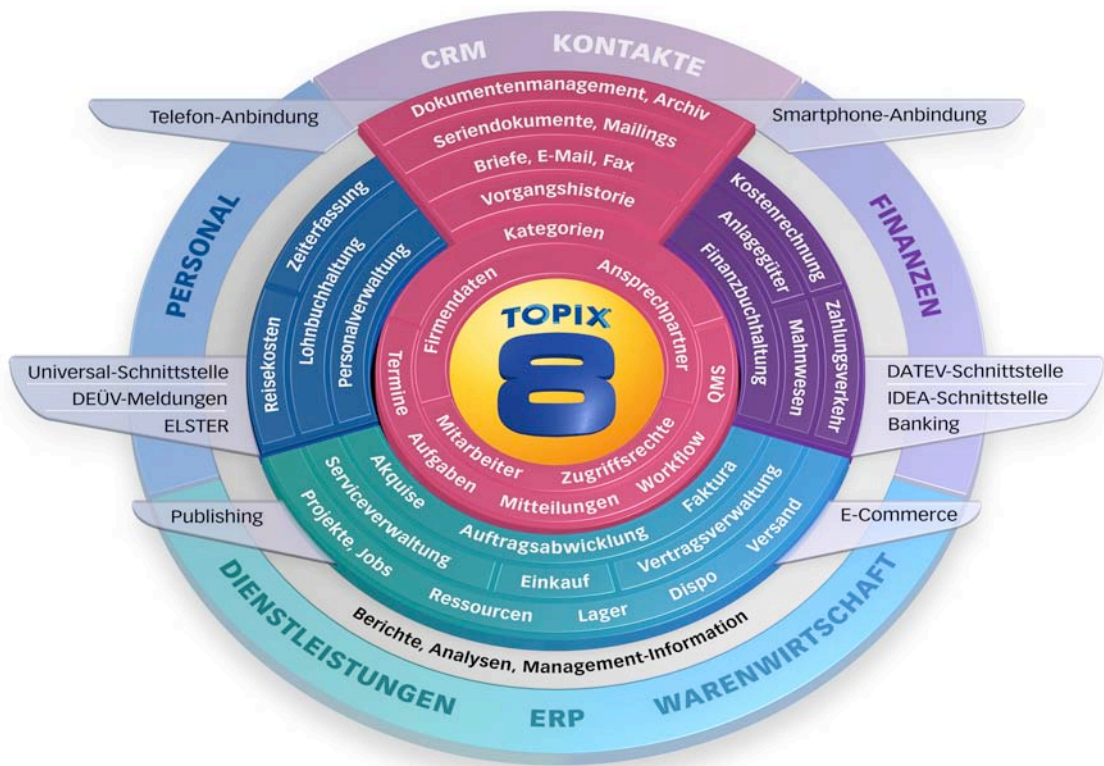 CRM KONTAKTE
Dokumentenmanagement, Archiv
Telefon-Anbindung
Smartphone-Anbindung
Seriendokumente, Mailings
Briefe, E-Mail, Fax
Vorgangshistorie
PERSONAL
Zeiterfassung
Reisekosten
Lohnbuchhaltung
Personalverwaltung
Kostenrechnung
Anlagegüter
Finanzbuchhaltung
Zahlungsverkehr
Mahnwesen
FINANZEN
Kategorien
Firmendaten
Ansprechpartner
TOPIX
8
Termine
QMS
Mitarbeiter
Zugriffsrechte
Aufgaben
Mitteilungen
Workflow
Universal-Schnittstelle
DEÜV-Meldungen
ELSTER
DATEV-Schnittstelle
IDEA-Schnittstelle
Banking
Publishing
E-Commerce
Akquise
Auftragsabwicklung
Faktura
Serviceverwaltung
Einkauf
Vertragsverwaltung
Projekte, Jobs
Ressourcen
Lager
Dispo
Versand
Berichte, Analysen, Management-Information
DIENSTLEISTUNGEN
ERP
WARENWIRTSCHAFT